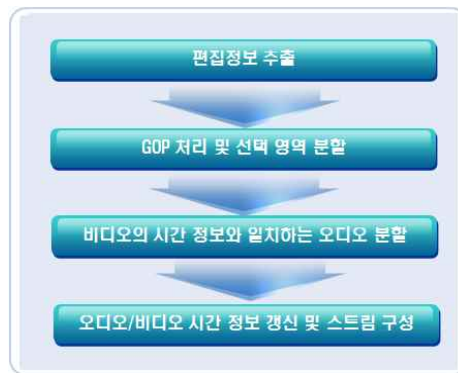 편집정보 추출
GOP 처리 및 선택 영역 분할
비디오의 시간 정보와 일치하는 오디오 분할
오디오/비디오 시간 정보 갱신 및 스트림 구성